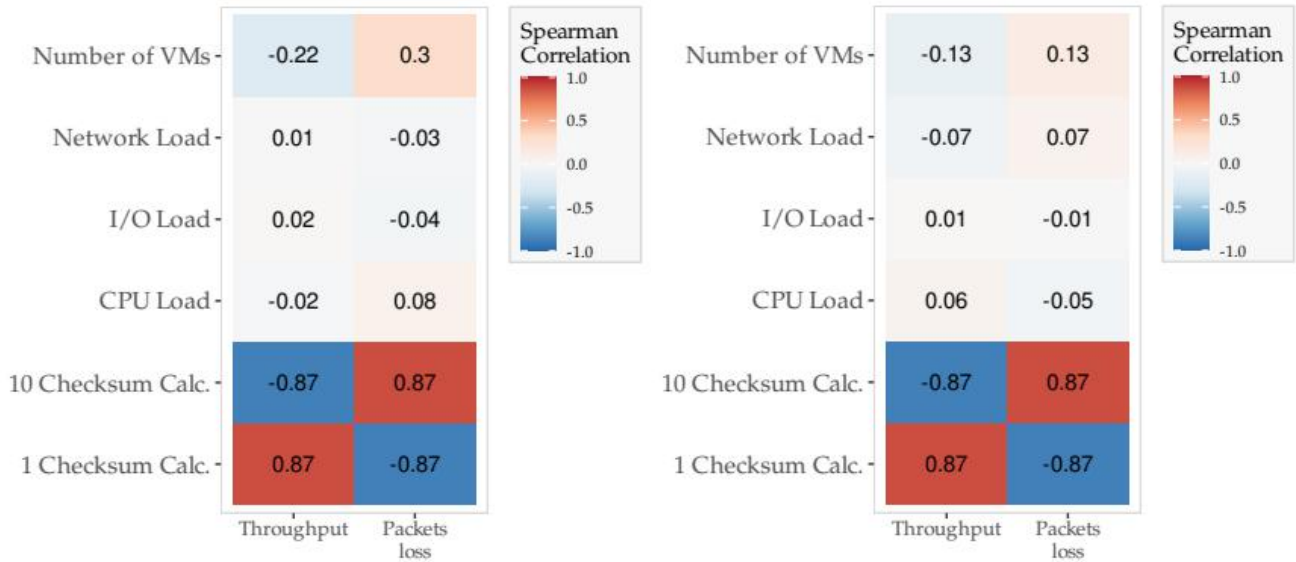 Number of VMs
-0.22
0.3
Network Load
0.01
-0.03
I/O Load
0.02
-0.04
CPU Load
-0.02
0.08
10 Checksum Calc.
-0.87
0.87
1 Checksum Calc.
0.87
-0.87
Throughput
Packets
loss
Spearman
Correlation
1.0
0.5
0.0
-0.5
-1.0
Number of VMs
-0.13
0.13
Network Load
-0.07
0.07
I/O Load
0.01
-0.01
CPU Load
0.06
-0.05
10 Checksum Calc.
-0.87
0.87
1 Checksum Calc.
0.87
-0.87
Throughput
Packets
loss
Spearman
Correlation
1.0
0.5
0.0
-0.5
-1.0